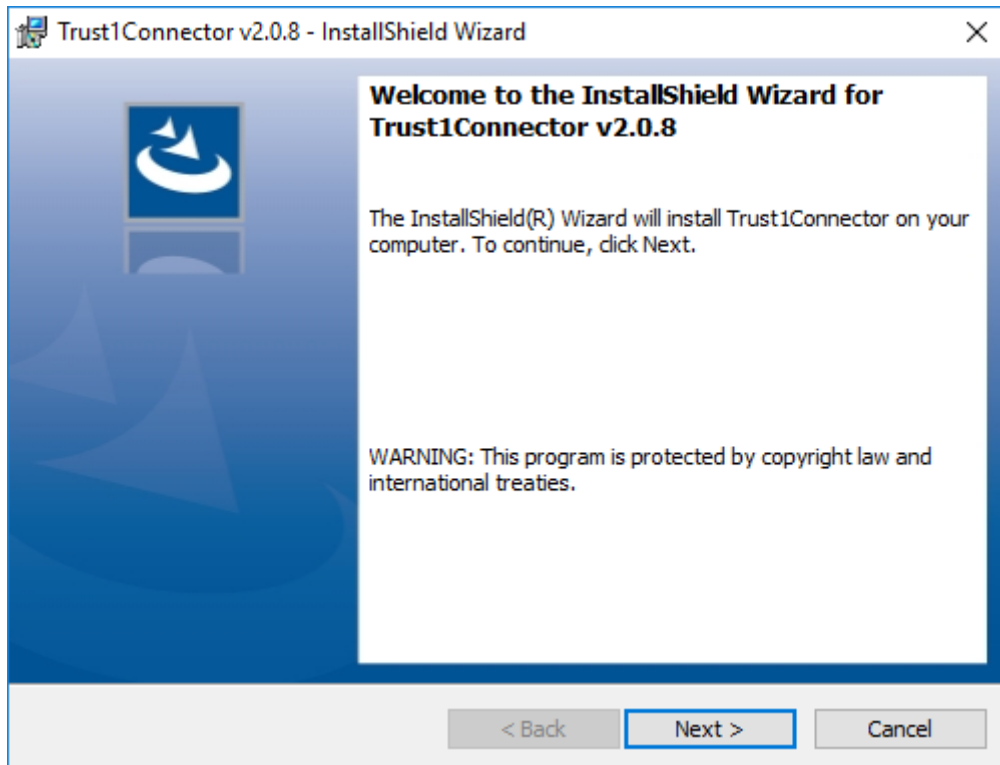 Trust1Connector v2.0.8 - InstallShield Wizard
Welcome to the InstallShield Wizard for
Trust1Connector v2.0.8
The InstallShield(R) Wizard will install Trust1Connector on your
computer. To continue, click Next.
WARNING: This program is protected by copyright law and
international treaties.
< Back
Next >
Cancel